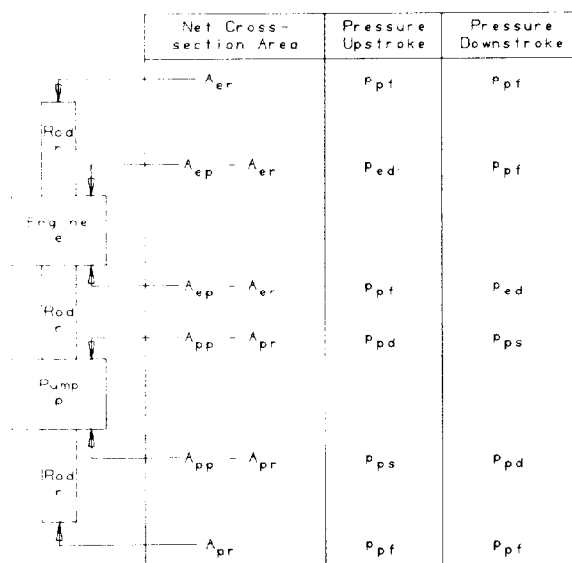 Net Cross-
section Area
Pressure
Upstroke
Pressure
Downstroke
A_er p_pf p_pf
Rod
r
A_ep - A_er p_ed p_pf
Engine
e
A_ep - A_er p_pf p_ed
Rod
r
A_pp - A_pr p_pd p_ps
Pump
p
A_pp - A_pr p_ps p_pd
Rod
r
A_pr p_pf p_pf